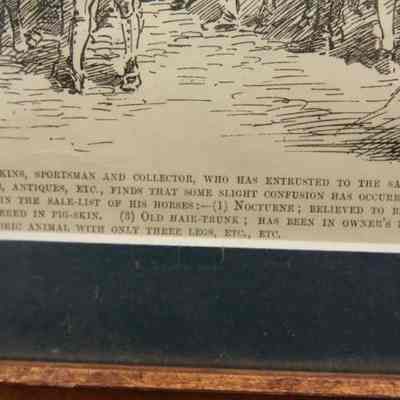 KINS, SPORTSMAN AND COLLECTOR, WHO HAS ENTRUSTED TO THE SA
S, ANTIQUES, ETC., FINDS THAT SOME SLIGHT CONFUSION HAS OCCURR
IN THE SALE-LIST OF HIS HORSES:—(1) NOCTURNE; BELIEVED TO B
ERED IN PIG-SKIN. (3) OLD HAIR-TRUNK; HAS BEEN IN OWNER'S
ORIC ANIMAL WITH ONLY THREE LEGS, ETC., ETC.